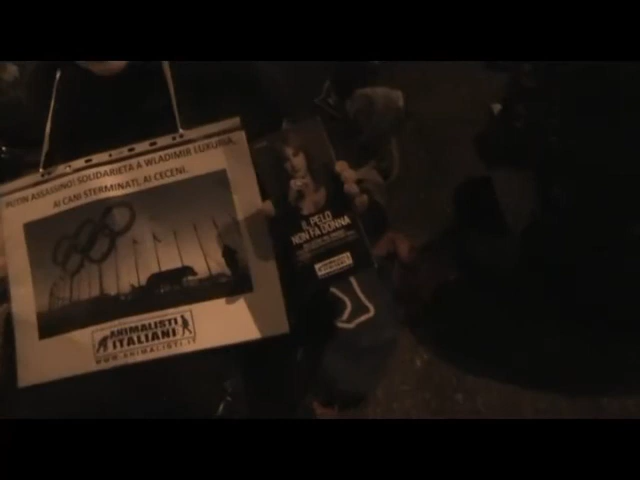 PUTIN ASSASSINO! SOLIDARIETÀ A WLADIMIR LUXURIA,
AI CANI STERMINATI, AI CECENI.
ANIMALISTI
ITALIANI
WWW.ANIMALISTI.IT
IL PELO
NON FA DONNA